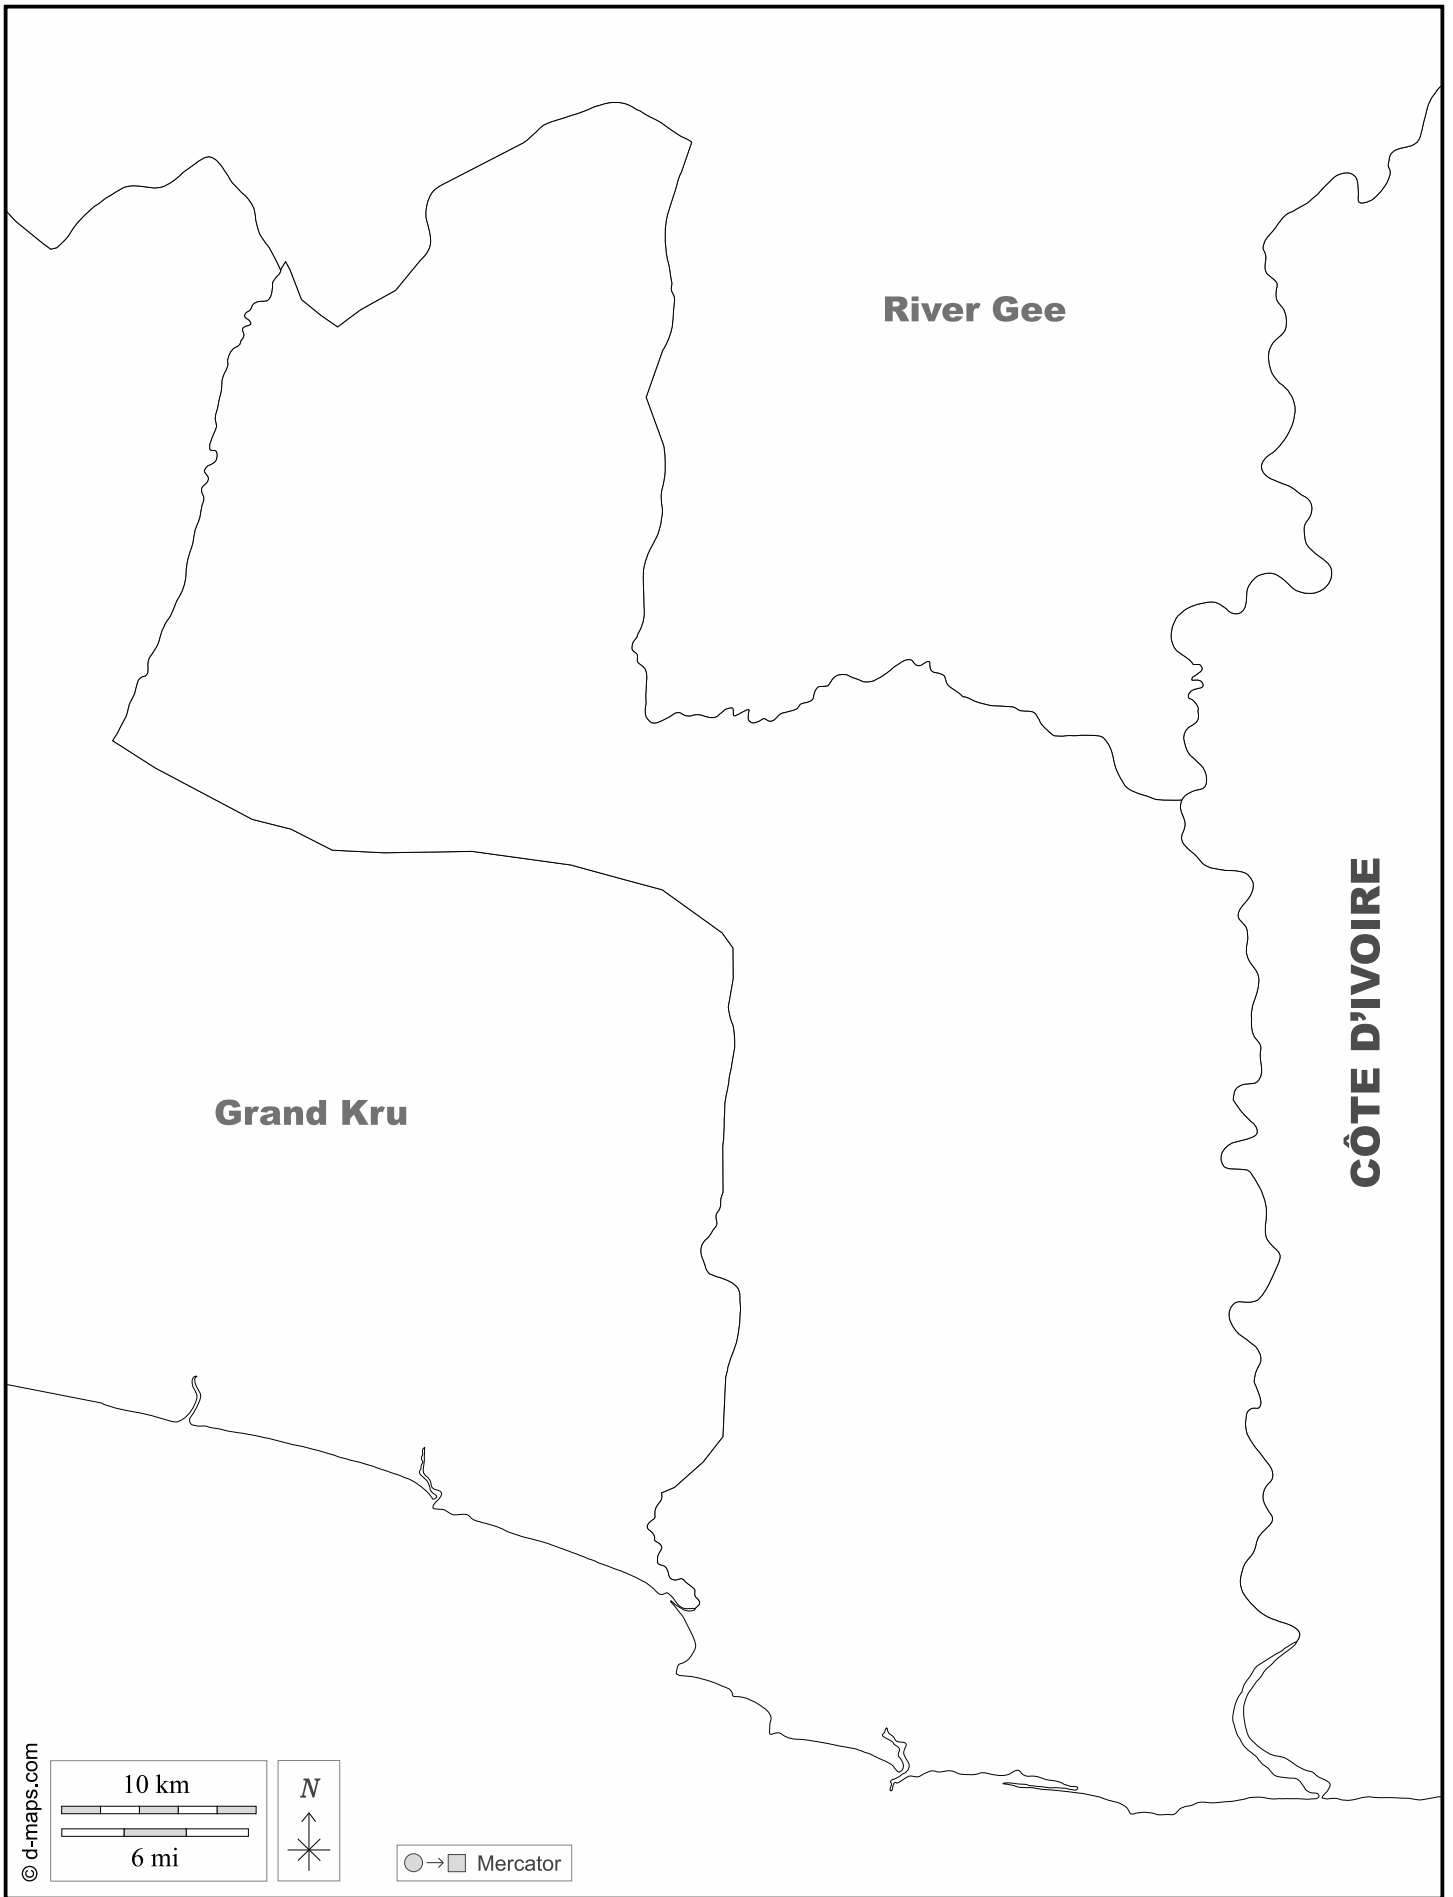 River Gee
CÔTE D'IVOIRE
Grand Kru
© d-maps.com
10 km
6 mi
N
Mercator